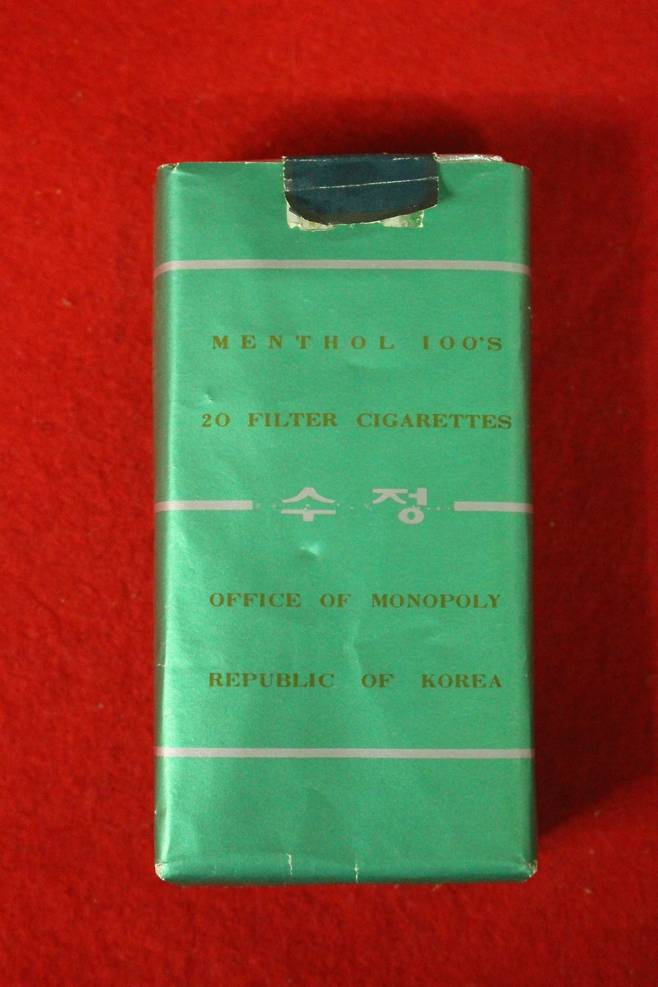 MENTHOL 100'S
20 FILTER CIGARETTES
수정
OFFICE OF MONOPOLY
REPUBLIC OF KOREA